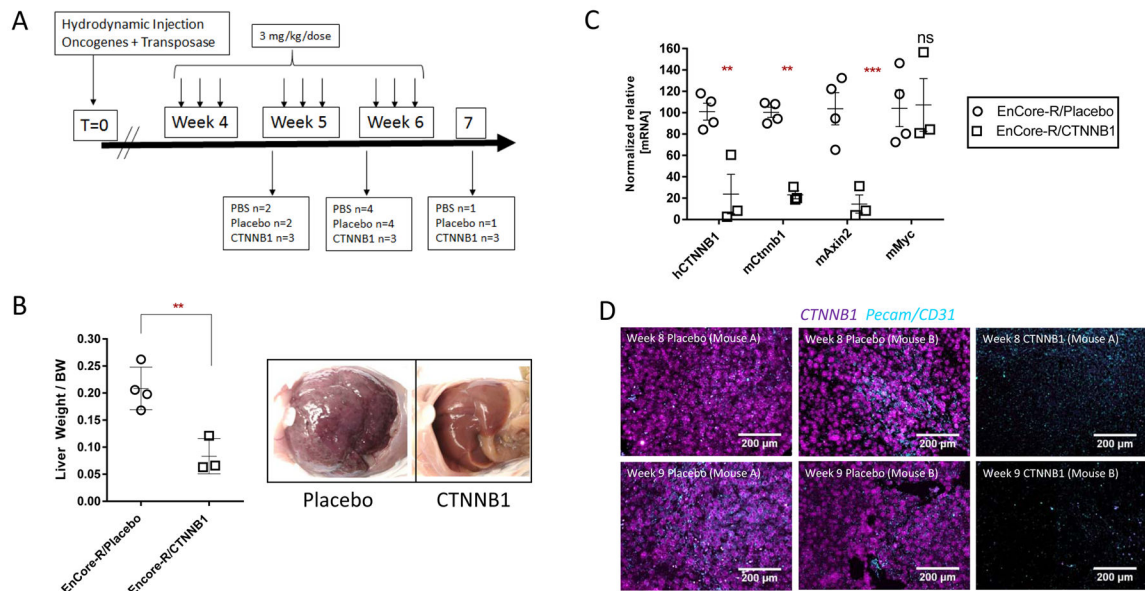 A
Hydrodynamic Injection
Oncogenes + Transposase
3 mg/kg/dose
T=0
Week 4
Week 5
Week 6
7
PBS n=2
Placebo n=2
CTNNB1 n=3
PBS n=4
Placebo n=4
CTNNB1 n=3
PBS n=1
Placebo n=1
CTNNB1 n=3
B
**
Liver Weight / BW
0.30
0.25
0.20
0.15
0.10
0.05
0.00
EnCore-R/Placebo
Encore-R/CTNNB1
Placebo
CTNNB1
C
Normalized relative
[mRNA]
160
140
120
100
80
60
40
20
0
**
**
***
ns
hCTNNB1
mCtnnb1
mAxin2
mMyc
EnCore-R/Placebo
EnCore-R/CTNNB1
D
CTNNB1 Pecam/CD31
Week 8 Placebo (Mouse A)
200 µm
Week 8 Placebo (Mouse B)
200 µm
Week 8 CTNNB1 (Mouse A)
200 µm
Week 9 Placebo (Mouse A)
200 µm
Week 9 Placebo (Mouse B)
200 µm
Week 9 CTNNB1 (Mouse B)
200 µm